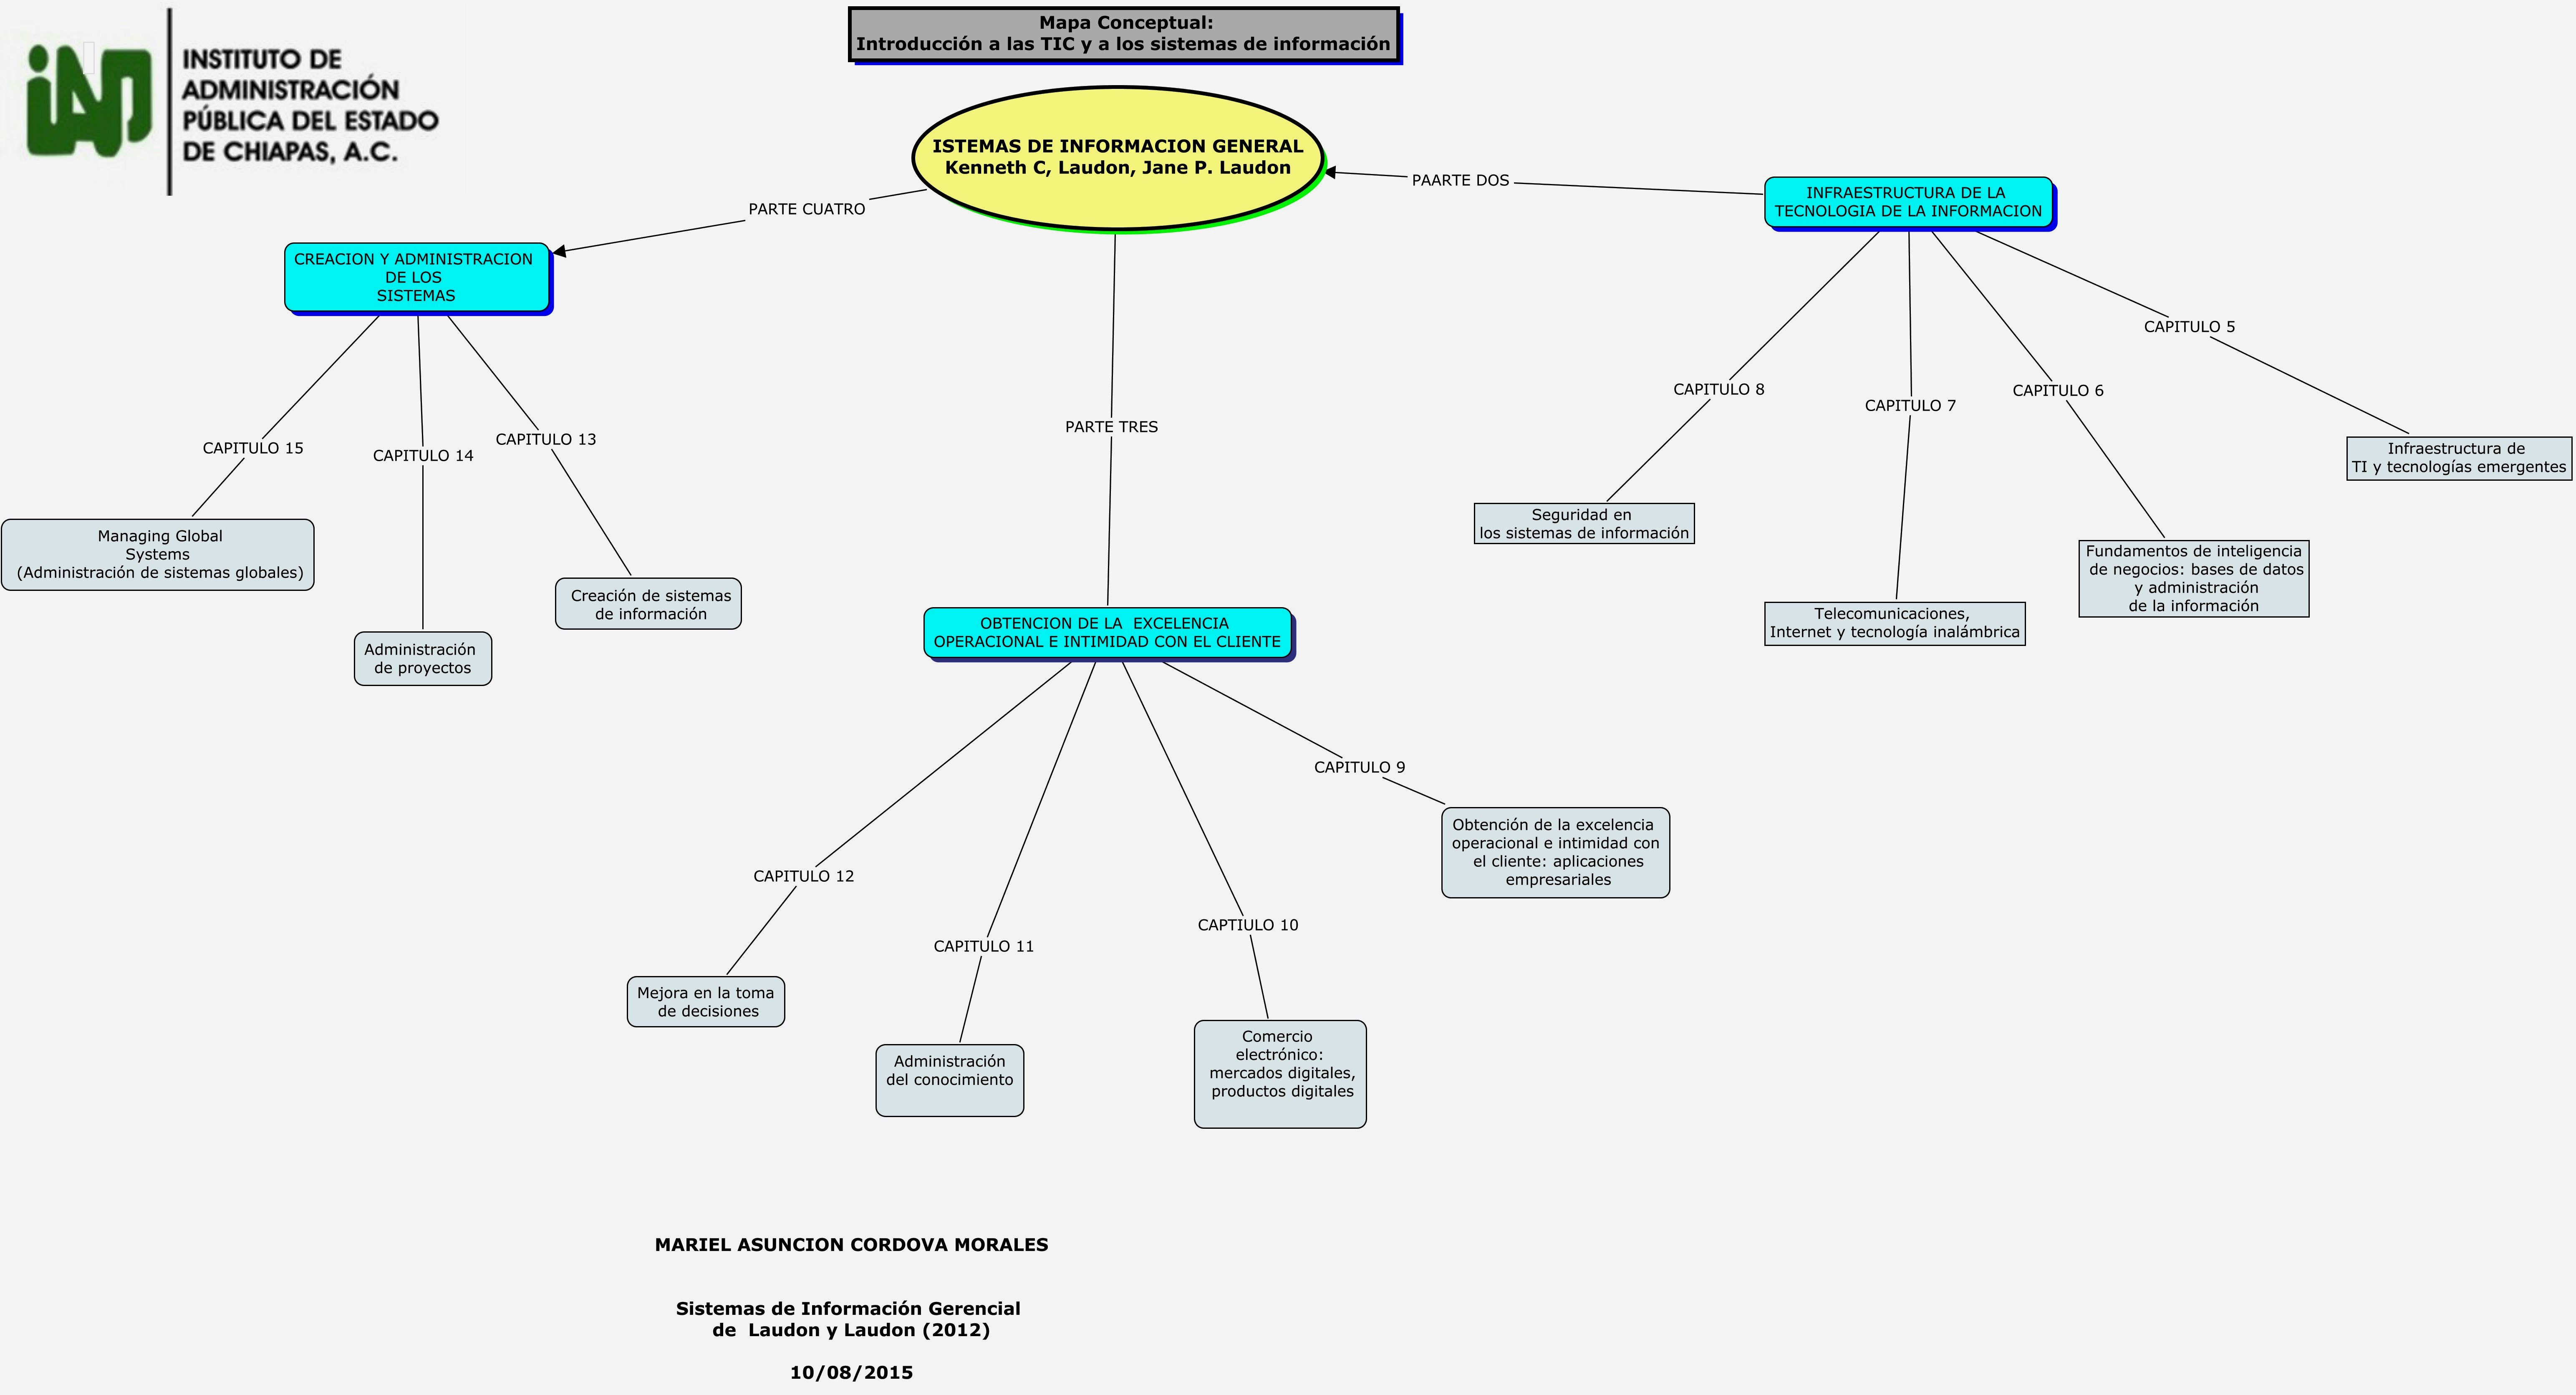 INSTITUTO DE
ADMINISTRACIÓN
PÚBLICA DEL ESTADO
DE CHIAPAS, A.C.
Mapa Conceptual:
Introducción a las TIC y a los sistemas de información
ISTEMAS DE INFORMACION GENERAL
Kenneth C, Laudon, Jane P. Laudon
PARTE CUATRO
PAARTE DOS
PARTE TRES
CREACION Y ADMINISTRACION
DE LOS
SISTEMAS
CAPITULO 15
CAPITULO 14
CAPITULO 13
Managing Global
Systems
(Administración de sistemas globales)
Administración
de proyectos
Creación de sistemas
de información
INFRAESTRUCTURA DE LA
TECNOLOGIA DE LA INFORMACION
CAPITULO 8
CAPITULO 7
CAPITULO 6
CAPITULO 5
Seguridad en
los sistemas de información
Telecomunicaciones,
Internet y tecnología inalámbrica
Fundamentos de inteligencia
de negocios: bases de datos
y administración
de la información
Infraestructura de
TI y tecnologías emergentes
OBTENCION DE LA  EXCELENCIA
OPERACIONAL E INTIMIDAD CON EL CLIENTE
CAPITULO 12
CAPITULO 11
CAPTIULO 10
CAPITULO 9
Mejora en la toma
de decisiones
Administración
del conocimiento
Comercio
electrónico:
mercados digitales,
productos digitales
Obtención de la excelencia
operacional e intimidad con
el cliente: aplicaciones
empresariales
MARIEL ASUNCION CORDOVA MORALES
Sistemas de Información Gerencial
de  Laudon y Laudon (2012)
10/08/2015